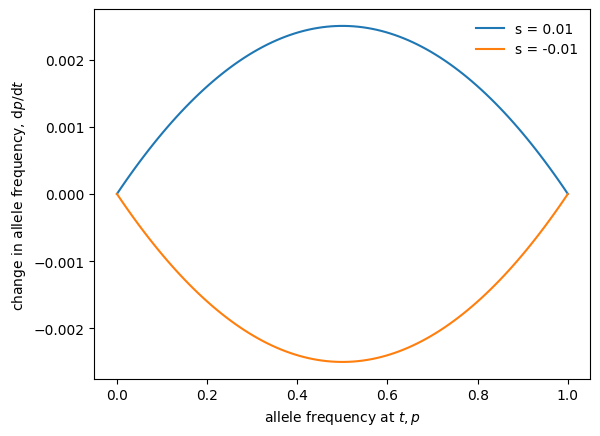 s = 0.01
s = -0.01
change in allele frequency, dp/dt
0.002
0.001
0.000
−0.001
−0.002
0.0 0.2 0.4 0.6 0.8 1.0
allele frequency at t, p